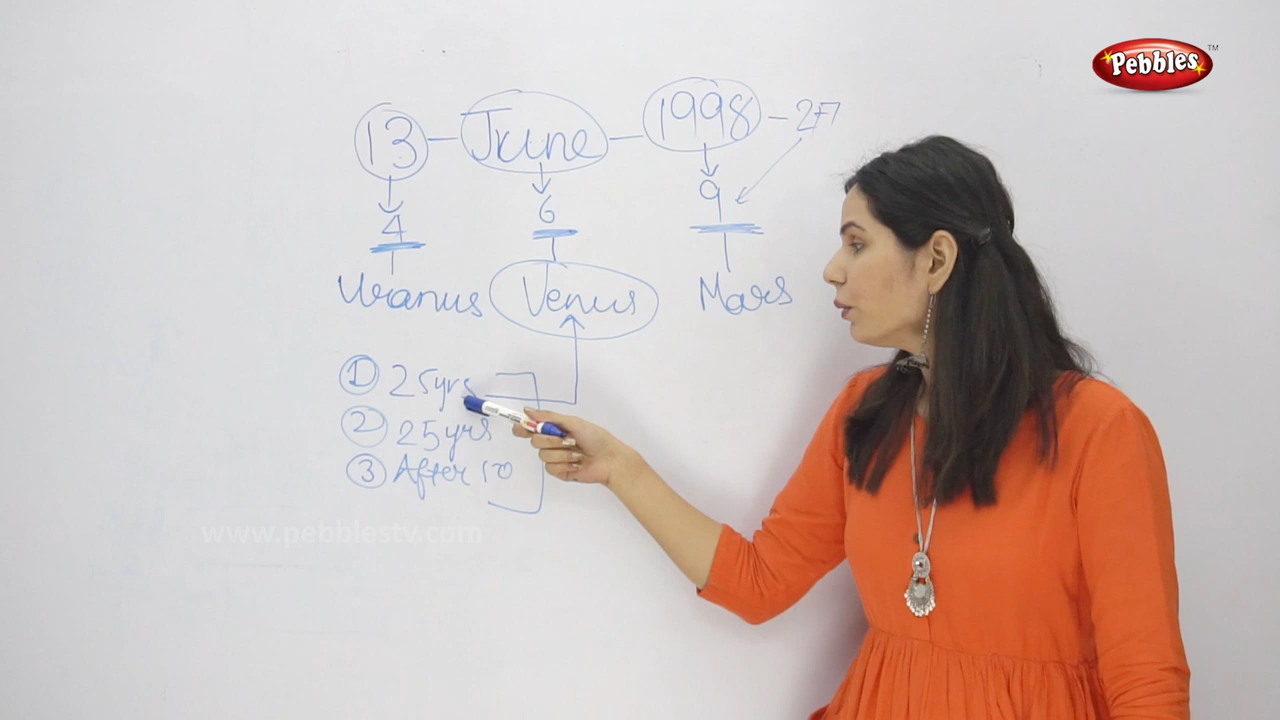 Pebbles TM
13 – June – 1998 – 27
4 6 9
Uranus Venus Mars
1 25yrs
2 25yrs
3 After 10
www.pebblestv.com